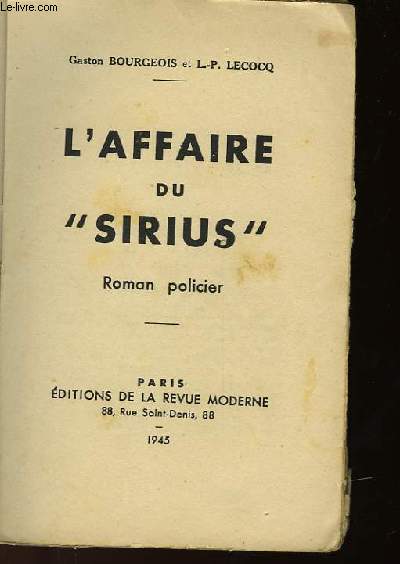 © Le-livre.com
Gaston BOURGEOIS et L.-P. LECOCQ
L'AFFAIRE
DU
"SIRIUS"
Roman policier
PARIS
ÉDITIONS DE LA REVUE MODERNE
88, Rue Saint-Denis, 88
1945